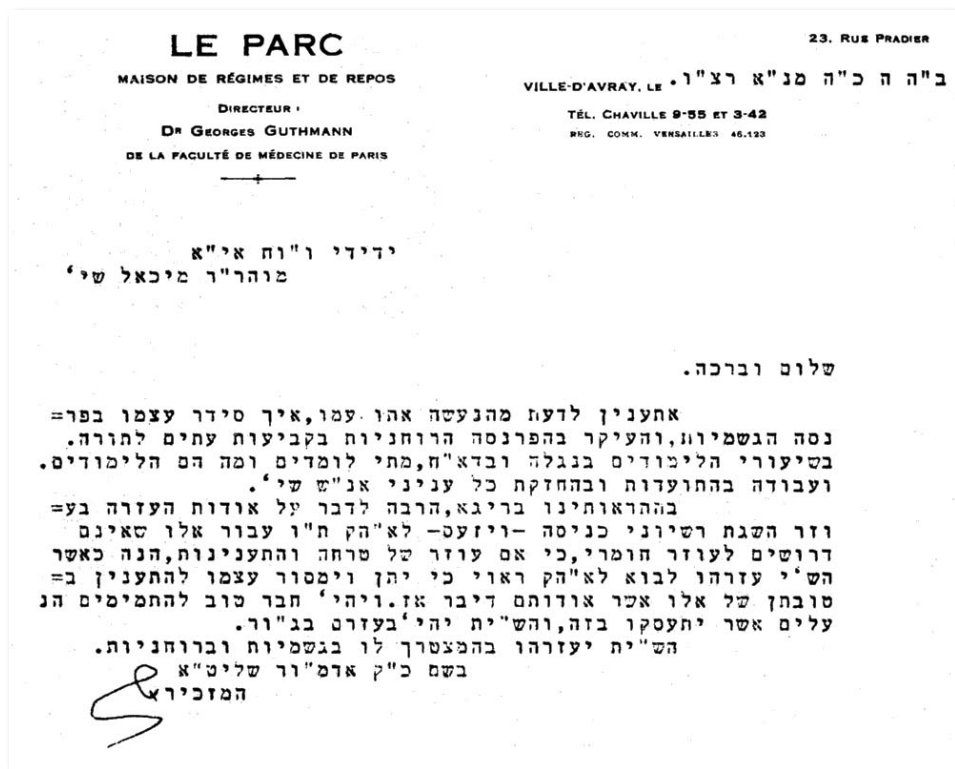 LE PARC
MAISON DE RÉGIMES ET DE REPOS
DIRECTEUR :
DR GEORGES GUTHMANN
DE LA FACULTÉ DE MÉDECINE DE PARIS
23, RUE PRADIER
VILLE-D'AVRAY, LE ב"ה ה כ"ה מנ"א רצ"ו.
TÉL. CHAVILLE 9-55 ET 3-42
REG. COMM. VERSAILLES 46.123
ידידי ו"וח אי"א
מוהר"ר מיכאל שי'
שלום וברכה.
אתענין לדעת מהנעשה אתו עמו,איך סידר עצמו בפר=
נסה הגשמיות,והעיקר בהפרנסה הרוחניות בקביעות עתים לתורה.
בשיעורי הלימודים בנגלה ובדא"ח,מתי לומדים ומה הם הלימודים.
ועבודה בהתועדות ובהחזקת כל עניני אנ"ש שי'.
בהתראותינו בריגא,הרבה לדבר על אודות העזרה בע=
וזר השגת רשיוני כניסה -ויזעס- לא"הק ת"ו עבור אלו שאינם
דרושים לעוזר חומרי,כי אם עוזר של טרחה והתענינות,הנה כאשר
הש'י עזרהו לבוא לא"הק ראוי כי יתן וימסור עצמו להתענין ב=
טובתן של אלו אשר אודותם דיבר אז.ויהי' חבר טוב להתמימים הנ
עלים אשר יתעסקו בזה,והש"ית יהי'בעזרם בג"ור.
הש"ית יעזרהו בהמצטרך לו בגשמיות וברוחניות.
בשם כ"ק אדמ"ור שליט"א
המזכיר